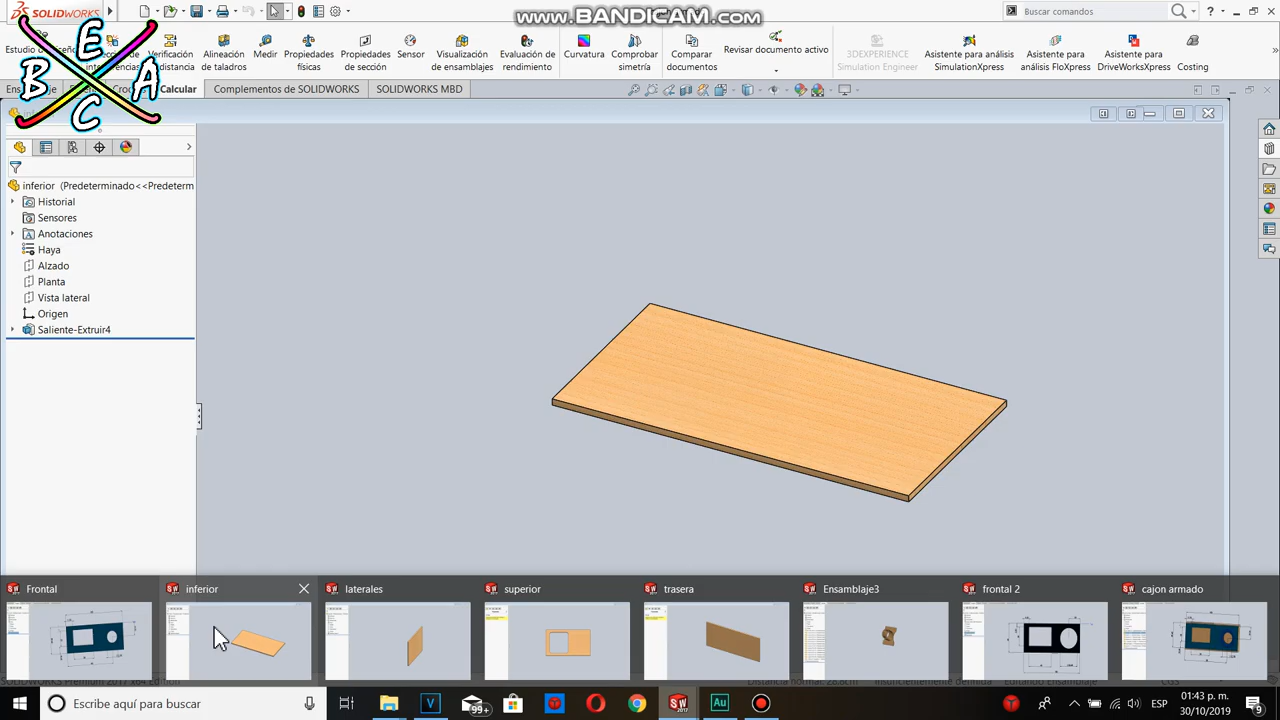 SOLIDWORKS
www.BANDICAM.com
Buscar comandos
Verificación
Alineación
de taladros
Medir
Propiedades
físicas
Propiedades
de sección
Sensor
Visualización
de ensamblajes
Evaluación de
rendimiento
Curvatura
Comprobar
simetría
Comparar
documentos
Revisar documento activo
3DEXPERIENCE
Simulation Engineer
Asistente para análisis
SimulationXpress
Asistente para
análisis FloXpress
Asistente para
DriveWorksXpress
Costing
E
B
A
C
Calcular
Complementos de SOLIDWORKS
SOLIDWORKS MBD
inferior (Predeterminado<<Predeterm
Historial
Sensores
Anotaciones
Haya
Alzado
Planta
Vista lateral
Origen
Saliente-Extruir4
Frontal
inferior
laterales
superior
trasera
Ensamblaje3
frontal 2
cajon armado
Escribe aquí para buscar
99+
ESP
01:43 p. m.
30/10/2019
9